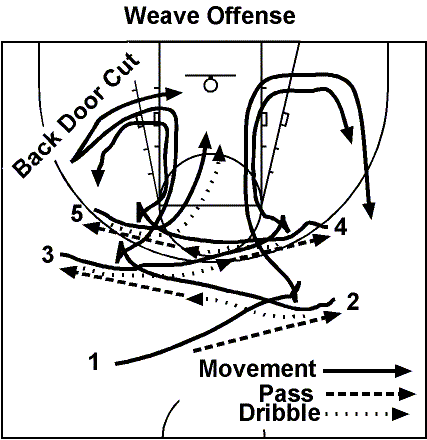 Weave Offense
Back Door Cut
5
4
3
2
1
Movement
Pass
Dribble